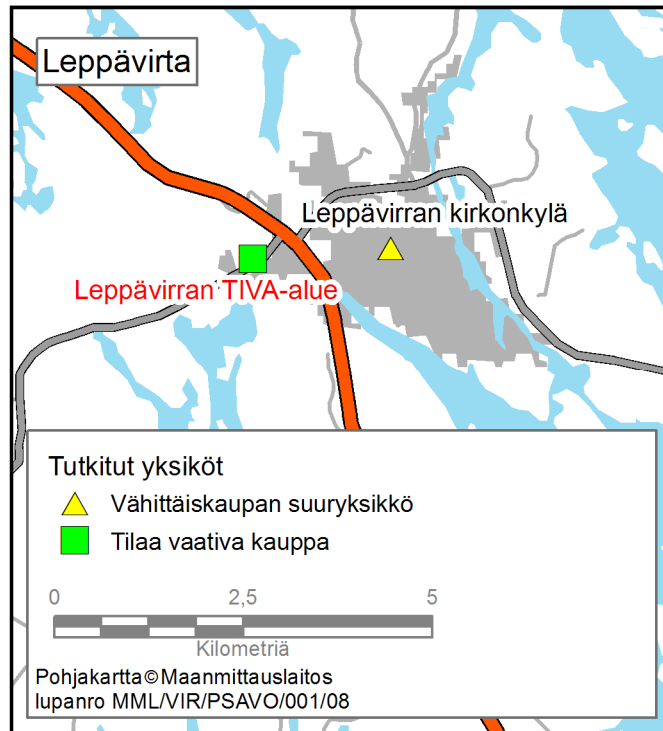 Leppävirta
Leppävirran kirkonkylä
Leppävirran TIVA-alue
Tutkitut yksiköt
Vähittäiskaupan suuryksikkö
Tilaa vaativa kauppa
0 2,5 5
Kilometriä
Pohjakartta©Maanmittauslaitos
lupanro MML/VIR/PSAVO/001/08